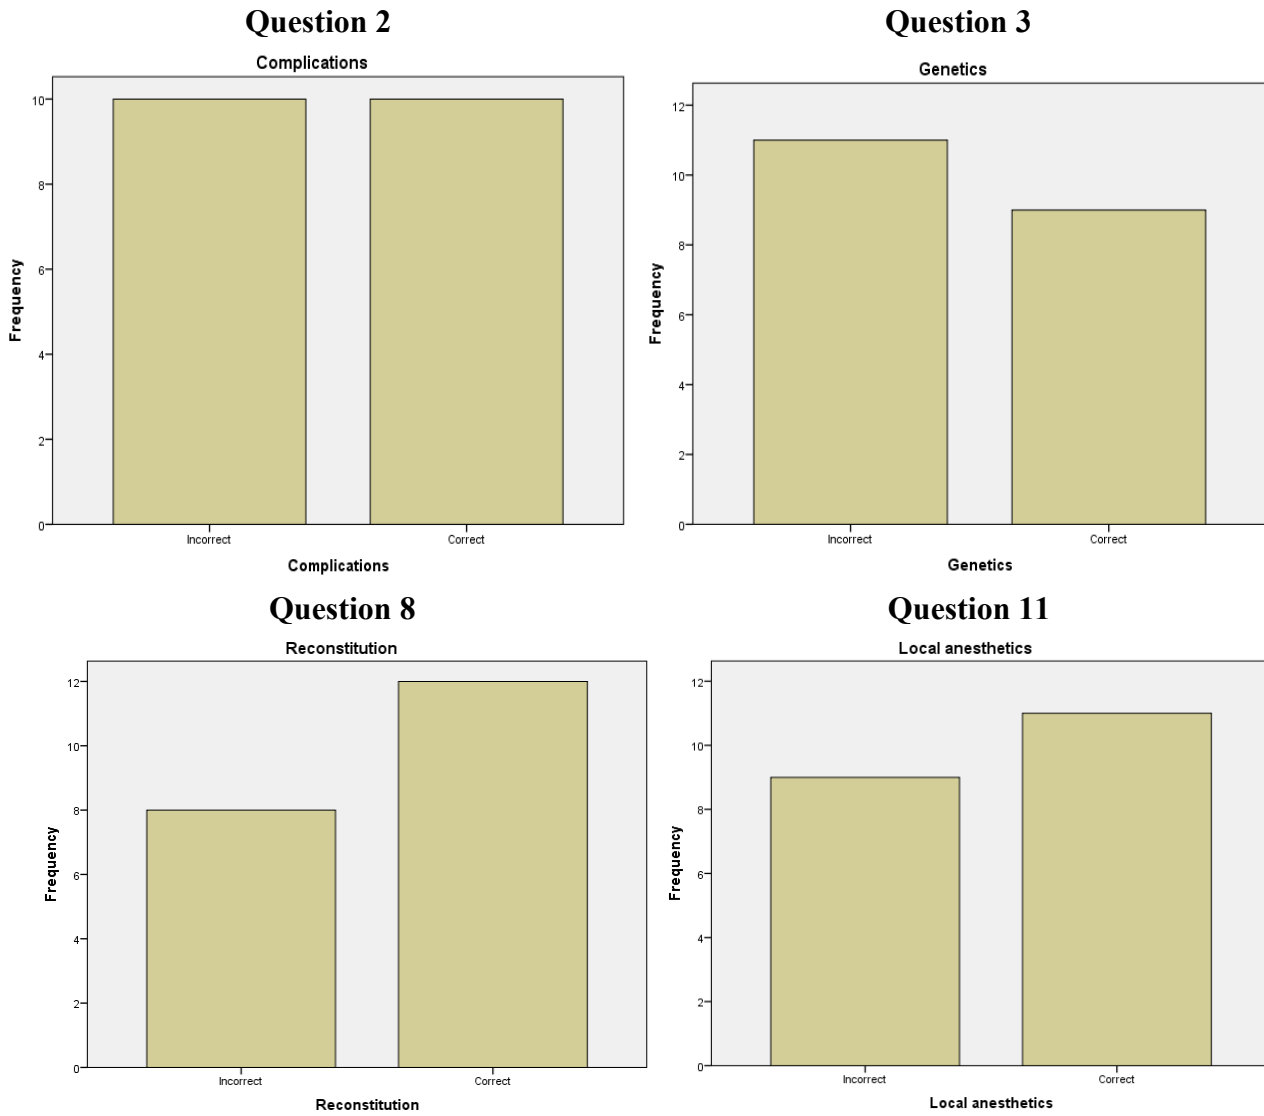 Question 2
Complications
10
8
6
4
2
0
Frequency
Incorrect
Correct
Complications
Question 3
Genetics
12
10
8
6
4
2
0
Frequency
Incorrect
Correct
Genetics
Question 8
Reconstitution
12
10
8
6
4
2
0
Frequency
Incorrect
Correct
Reconstitution
Question 11
Local anesthetics
12
10
8
6
4
2
0
Frequency
Incorrect
Correct
Local anesthetics